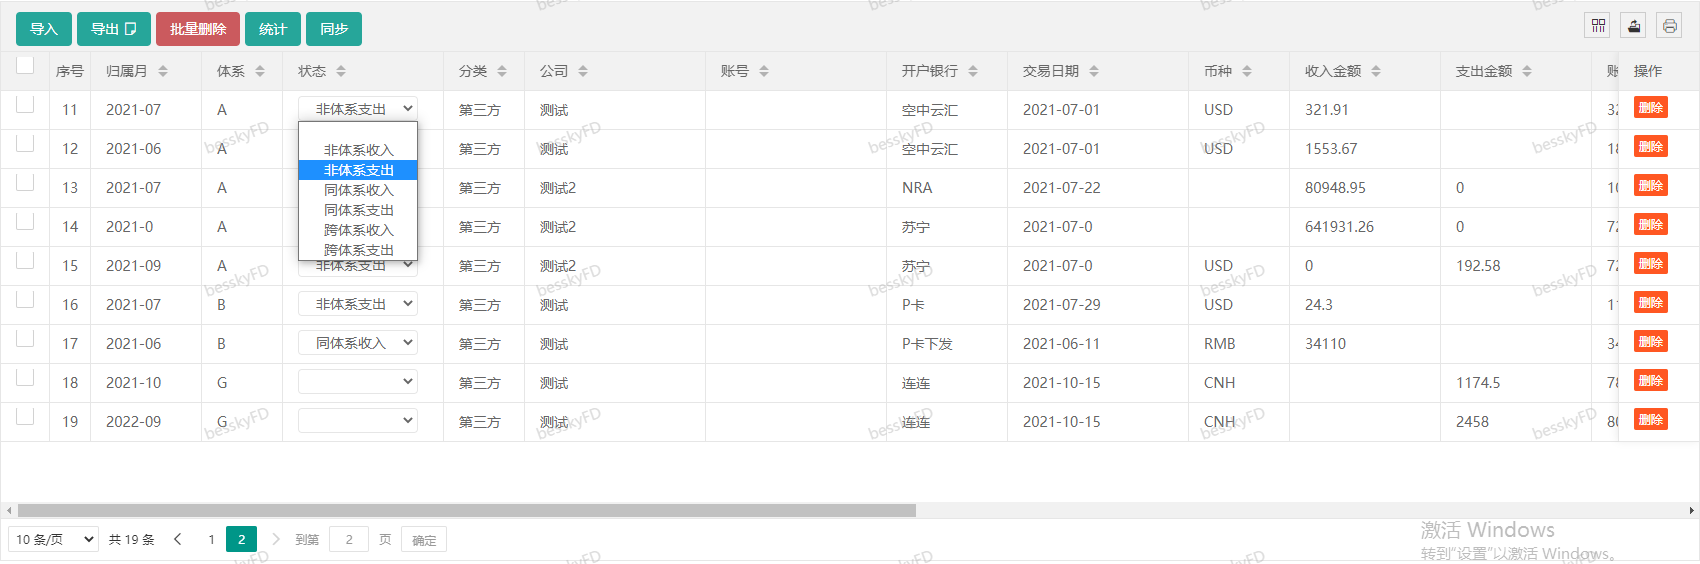 导入 导出 批量删除 统计 同步
序号 归属月 体系 状态 分类 公司 账号 开户银行 交易日期 币种 收入金额 支出金额 操作
11 2021-07 A 非体系支出 第三方 测试 空中云汇 2021-07-01 USD 321.91 删除
12 2021-06 A 第三方 测试 空中云汇 2021-07-01 USD 1553.67 删除
13 2021-07 A 第三方 测试2 NRA 2021-07-22 80948.95 0 删除
14 2021-0 A 第三方 测试2 苏宁 2021-07-0 641931.26 0 删除
15 2021-09 A 非体系支出 第三方 测试2 苏宁 2021-07-0 USD 0 192.58 删除
16 2021-07 B 非体系支出 第三方 测试 P卡 2021-07-29 USD 24.3 删除
17 2021-06 B 同体系收入 第三方 测试 P卡下发 2021-06-11 RMB 34110 删除
18 2021-10 G 第三方 测试 连连 2021-10-15 CNH 1174.5 删除
19 2022-09 G 第三方 测试 连连 2021-10-15 CNH 2458 删除
非体系收入
非体系支出
同体系收入
同体系支出
跨体系收入
跨体系支出
10 条/页 共 19 条 1 2 到第 2 页 确定
激活 Windows
转到“设置”以激活 Windows。
besskyFD